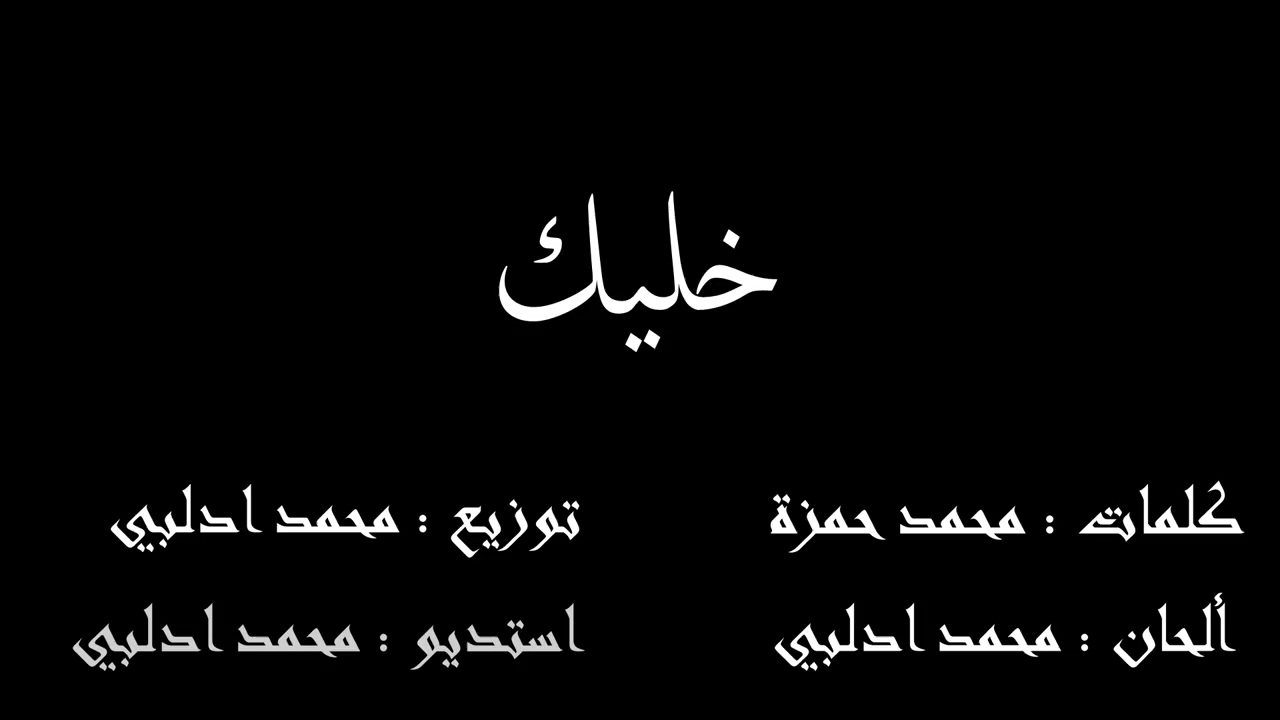 خليك
كلمات : محمد حمزة
توزيع : محمد ادلبي
ألحان : محمد ادلبي
استديو : محمد ادلبي